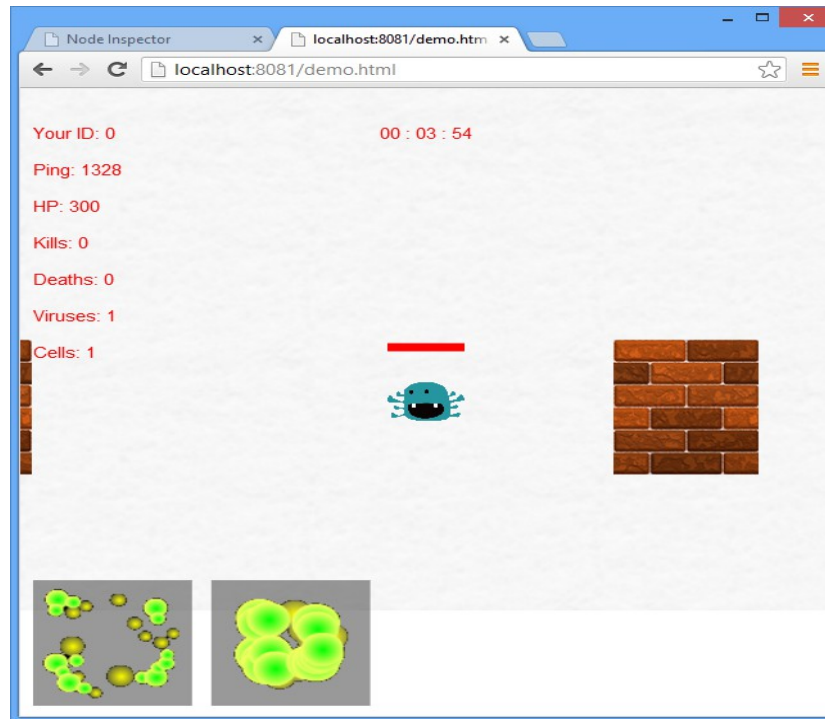 Node Inspector
localhost:8081/demo.htm
localhost:8081/demo.html
Your ID: 0
00 : 03 : 54
Ping: 1328
HP: 300
Kills: 0
Deaths: 0
Viruses: 1
Cells: 1